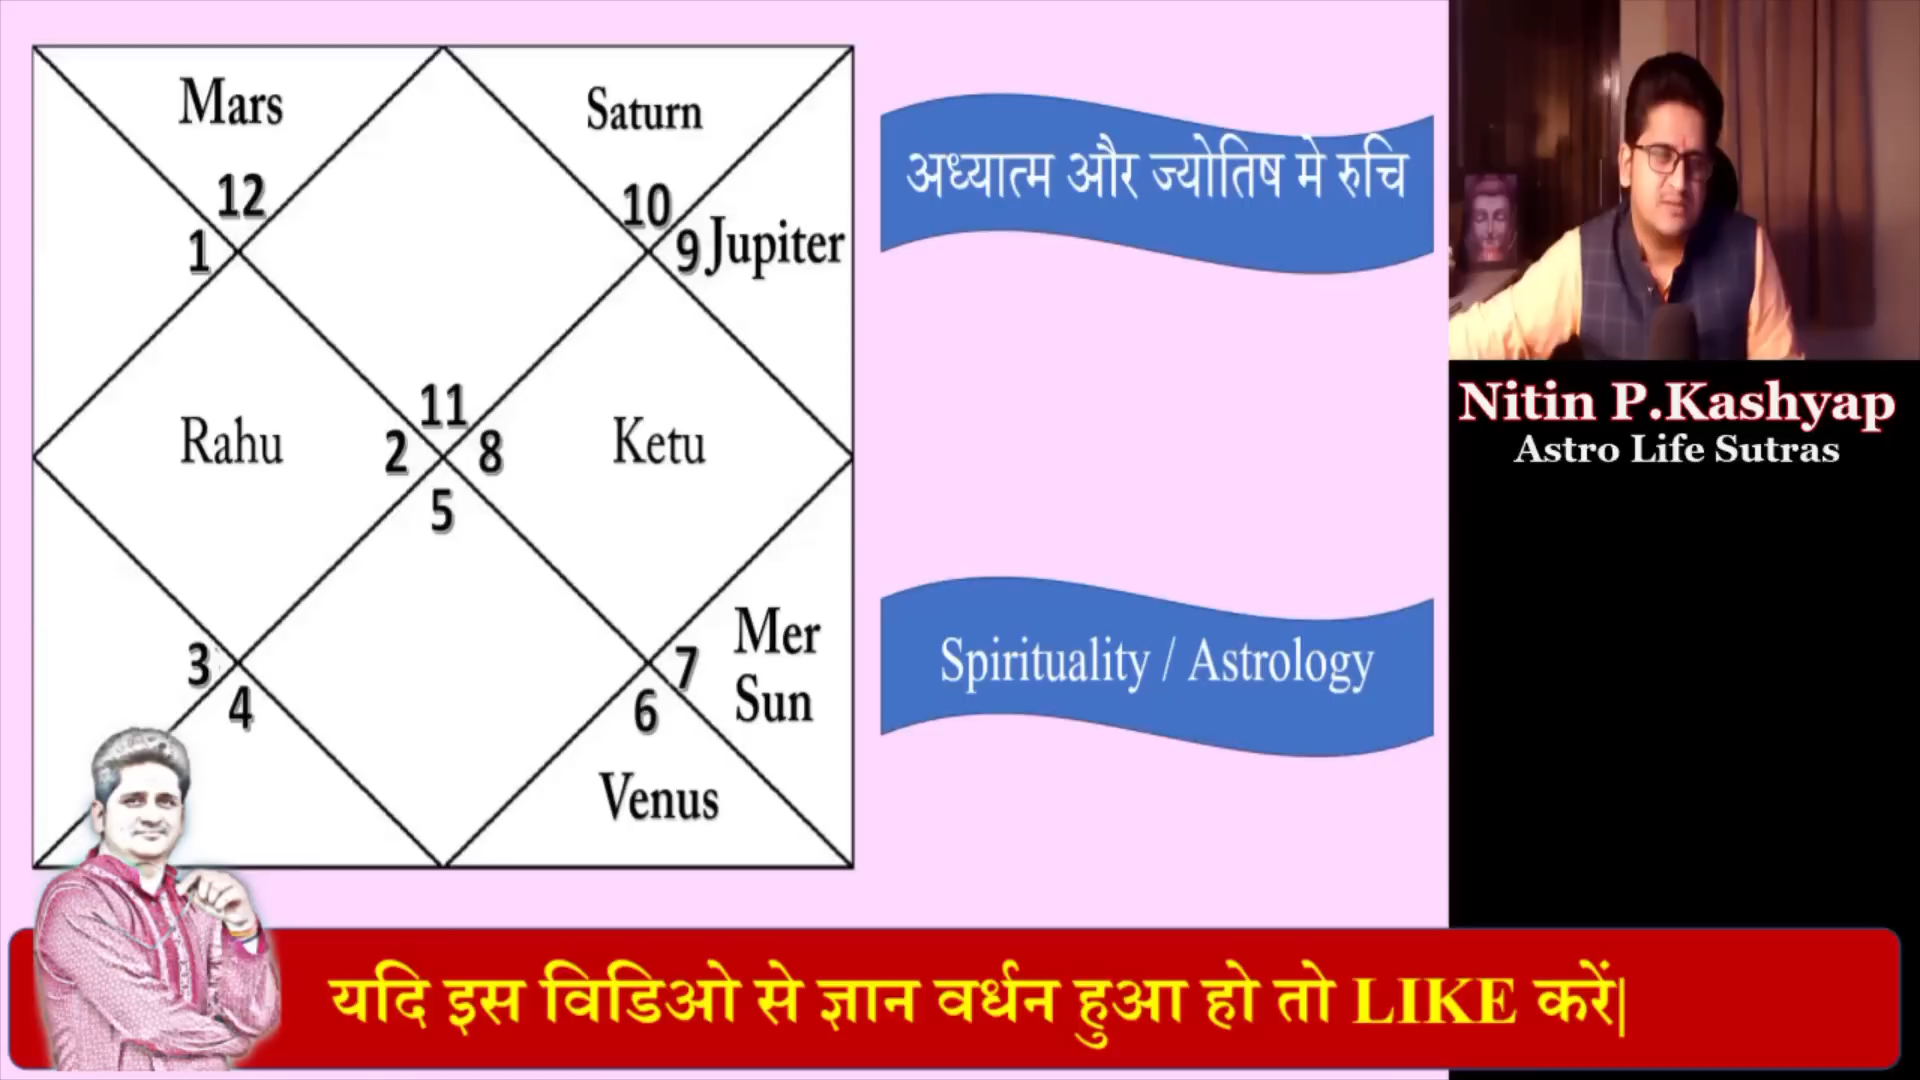 Mars
Saturn
12
10
1
9 Jupiter
अध्यात्म और ज्योतिष मे रुचि
11
Rahu
2
8
Ketu
5
Nitin P.Kashyap
Astro Life Sutras
3
4
7
6
Mer
Sun
Venus
Spirituality / Astrology
यदि इस विडिओ से ज्ञान वर्धन हुआ हो तो LIKE करें|